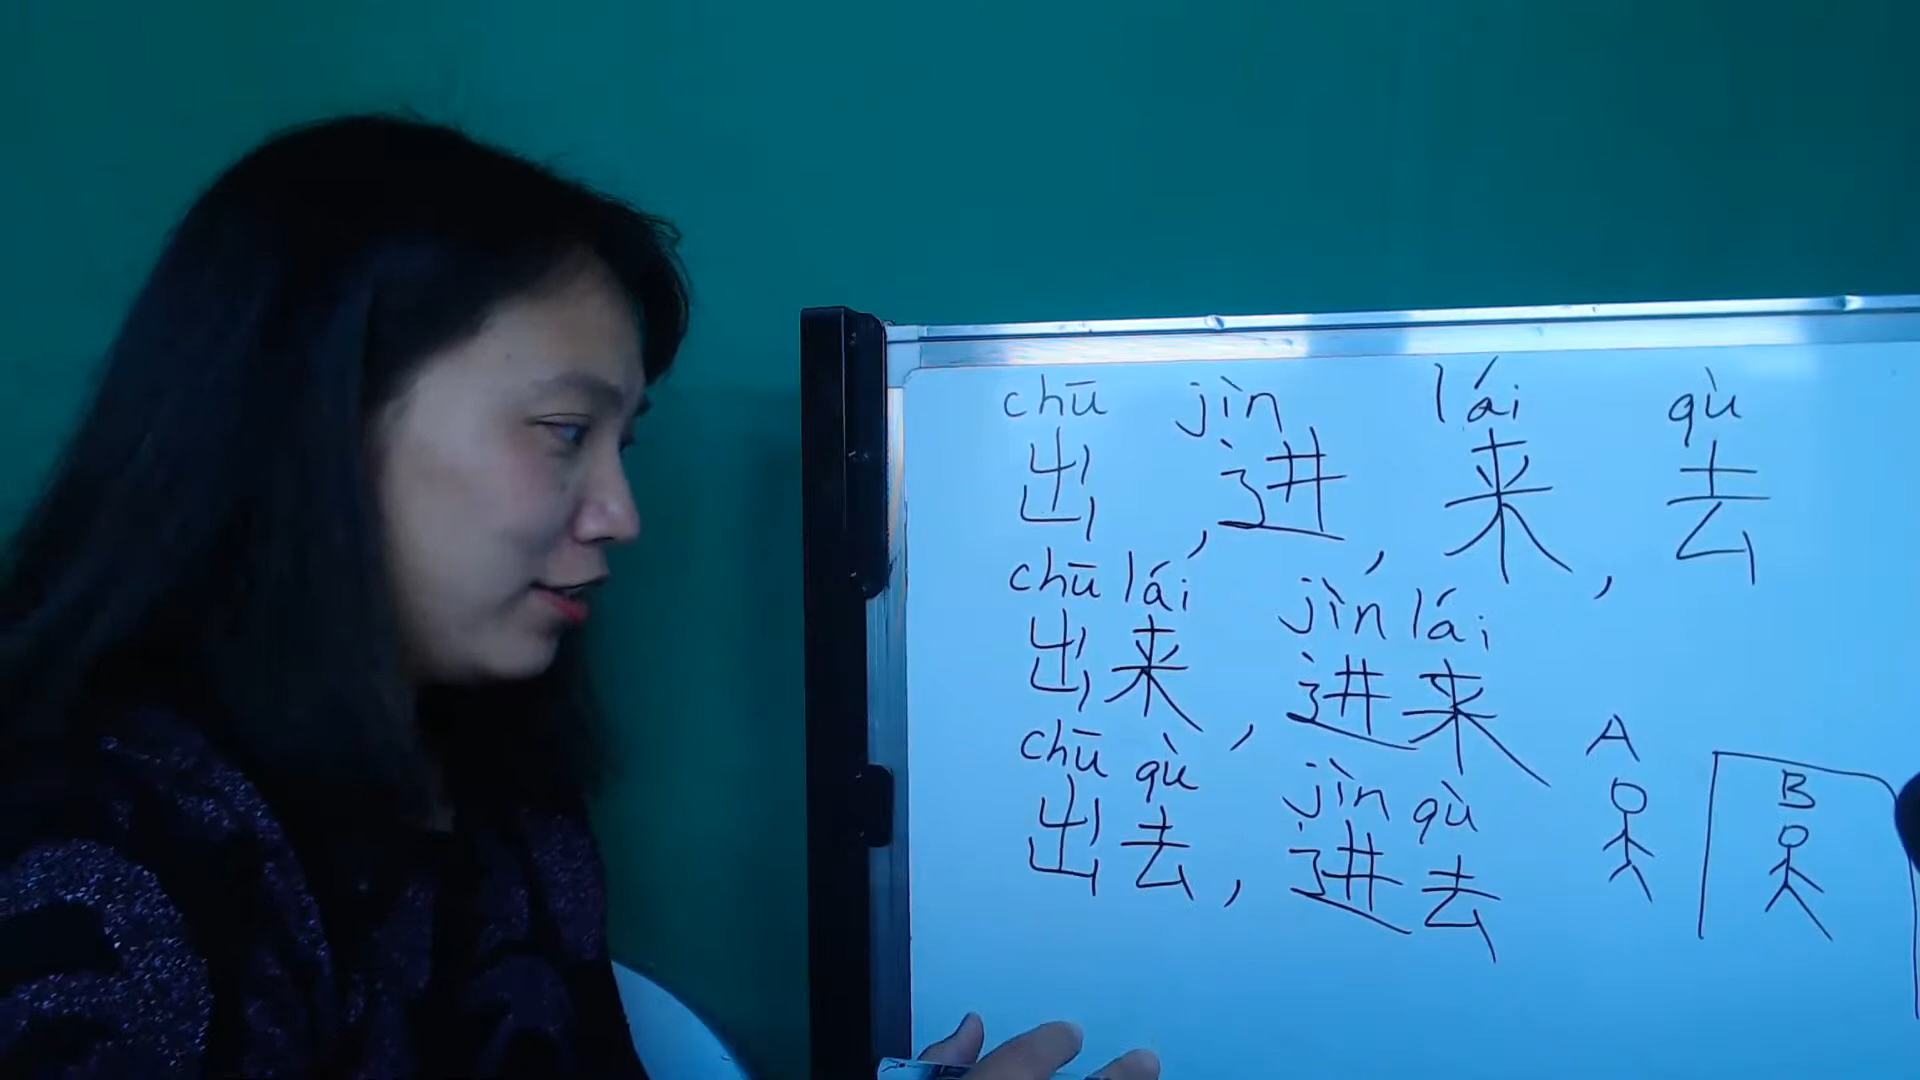 chū jìn lái qù
出,进,来,去
chū lái jìn lái
出来,进来
chū qù jìn qù
出去,进去
A
B